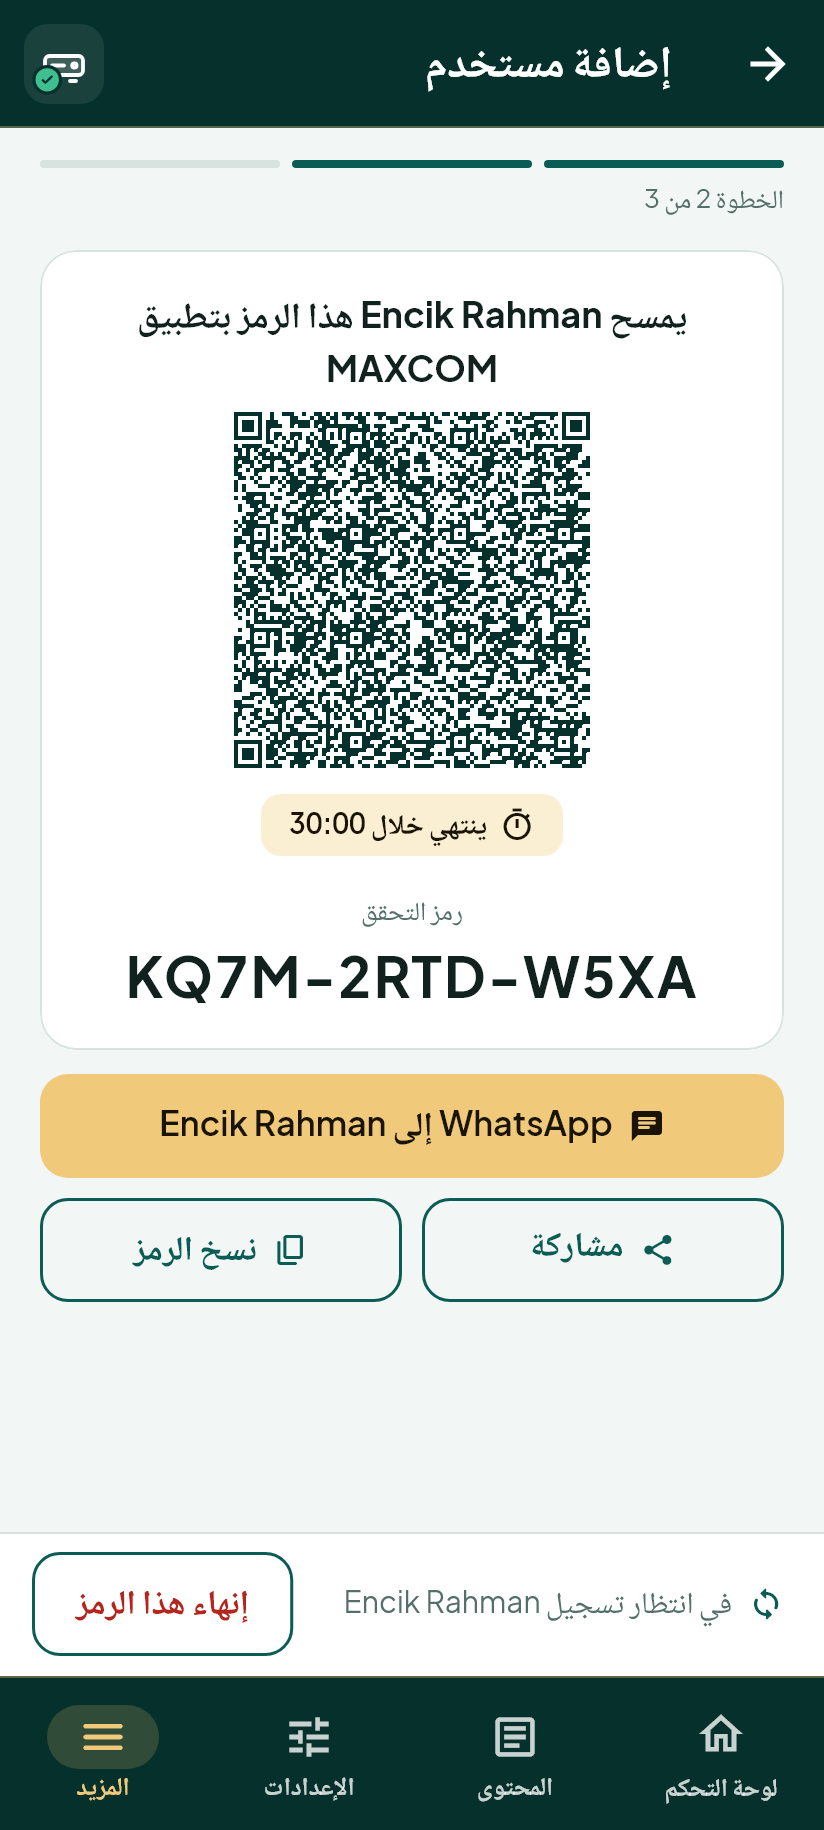 إضافة مستخدم
الخطوة 2 من 3
يمسح Encik Rahman هذا الرمز بتطبيق
MAXCOM
ينتهي خلال 30:00
رمز التحقق
KQ7M-2RTD-W5XA
WhatsApp إلى Encik Rahman
مشاركة
نسخ الرمز
في انتظار تسجيل Encik Rahman
إنهاء هذا الرمز
لوحة التحكم
المحتوى
الإعدادات
المزيد